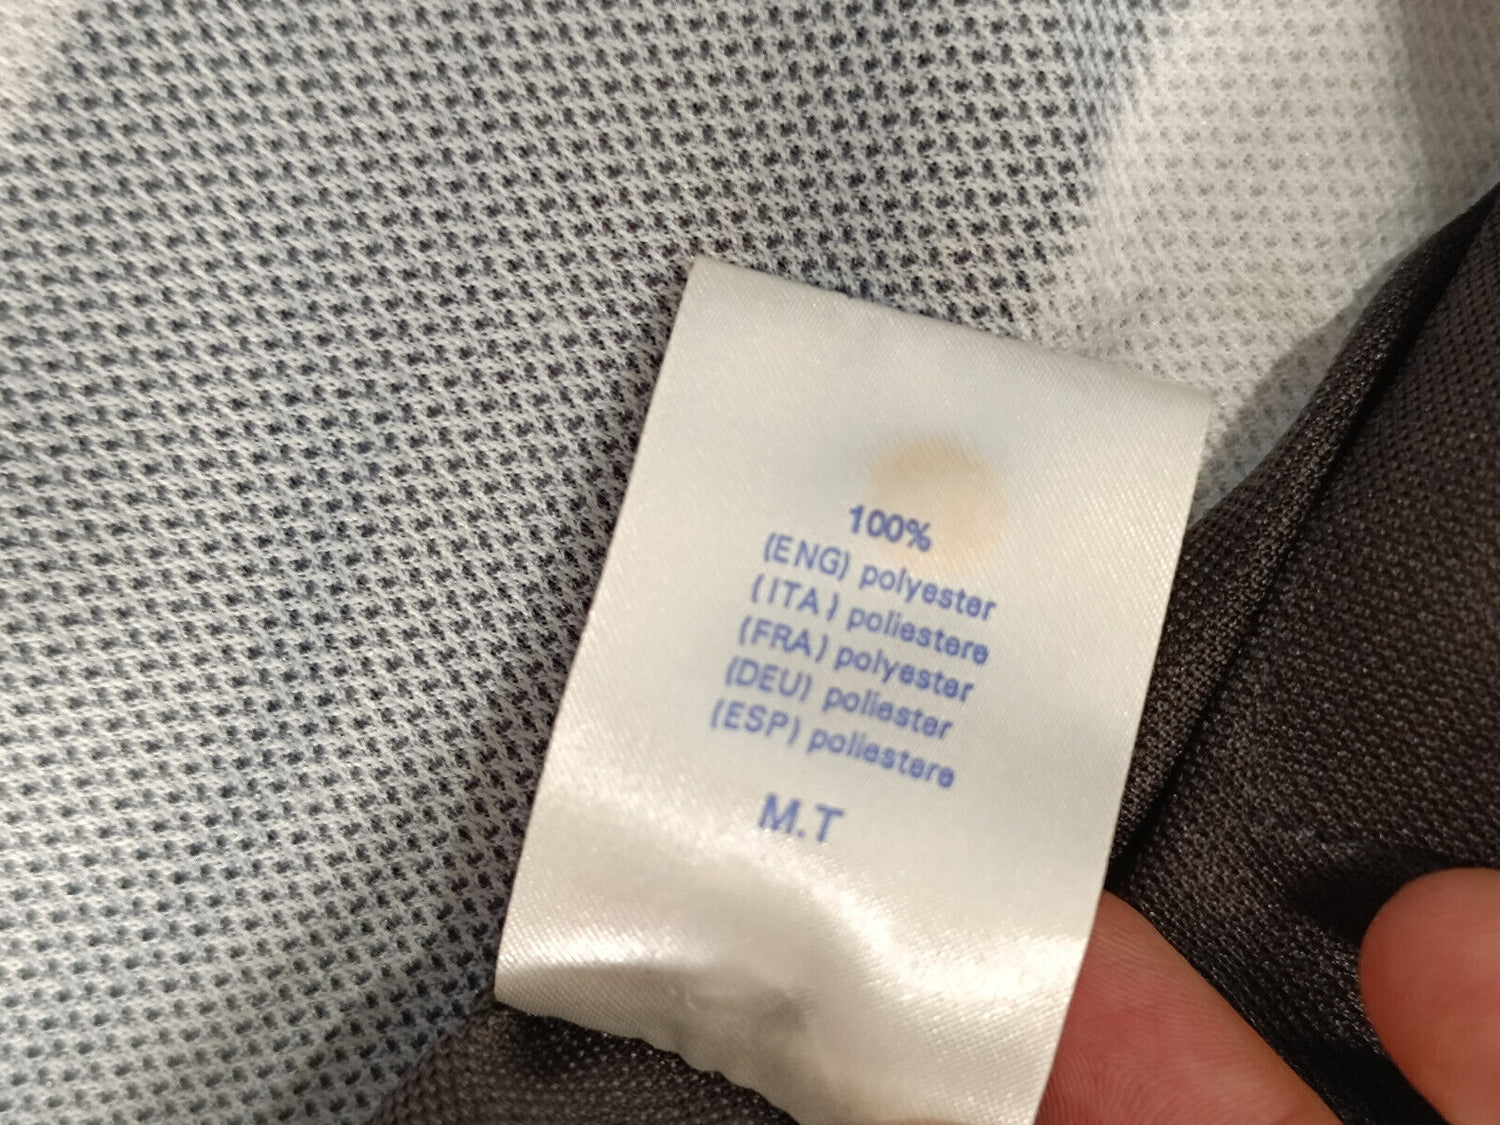 100%
(ENG) polyester
(ITA) poliestere
(FRA) polyester
(DEU) poliester
(ESP) poliestere
M.T